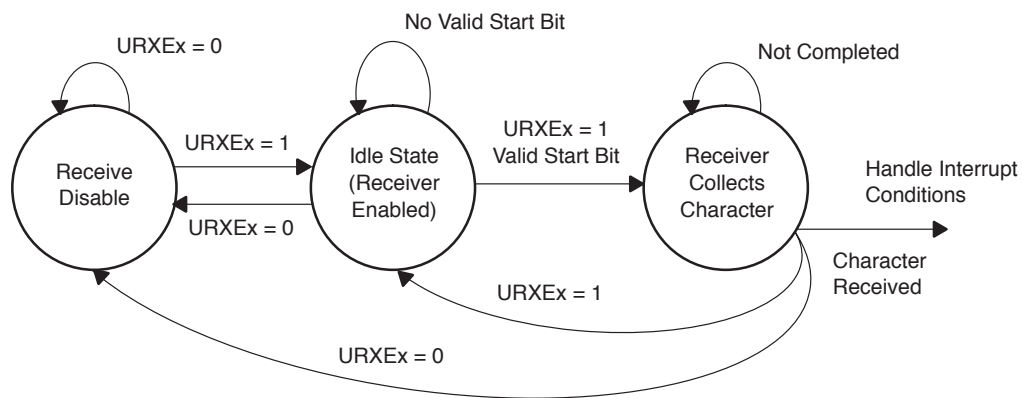 No Valid Start Bit
URXEx = 0
Not Completed
URXEx = 1
URXEx = 1
Valid Start Bit
Receive
Disable
Idle State
(Receiver
Enabled)
Receiver
Collects
Character
Handle Interrupt
Conditions
URXEx = 0
Character
Received
URXEx = 1
URXEx = 0